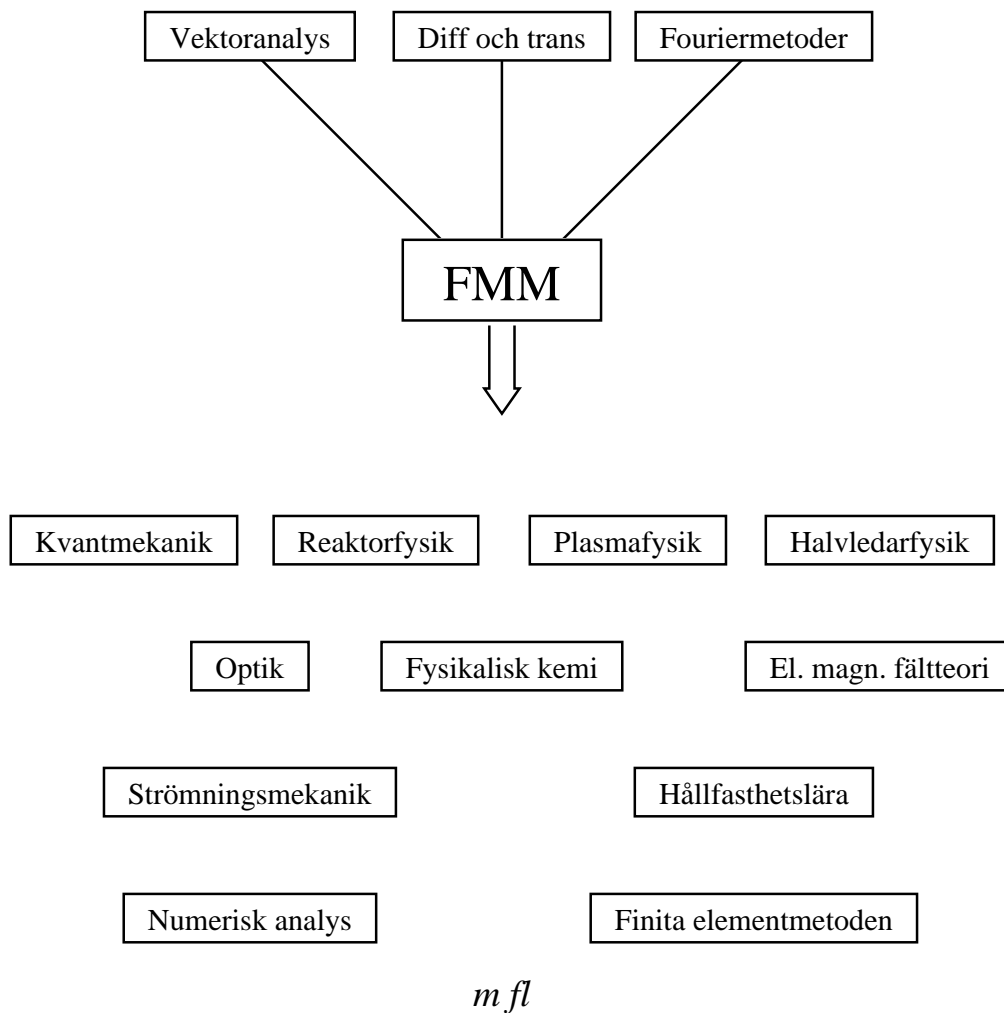 Vektoranalys Diff och trans Fouriermetoder
FMM
Kvantmekanik Reaktorfysik Plasmafysik Halvledarfysik
Optik Fysikalisk kemi El. magn. fältteori
Strömningsmekanik Hållfasthetslära
Numerisk analys Finita elementmetoden
m fl